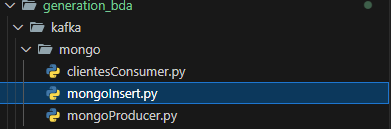 generation_bda
kafka
mongo
clientesConsumer.py
mongoInsert.py
mongoProducer.py